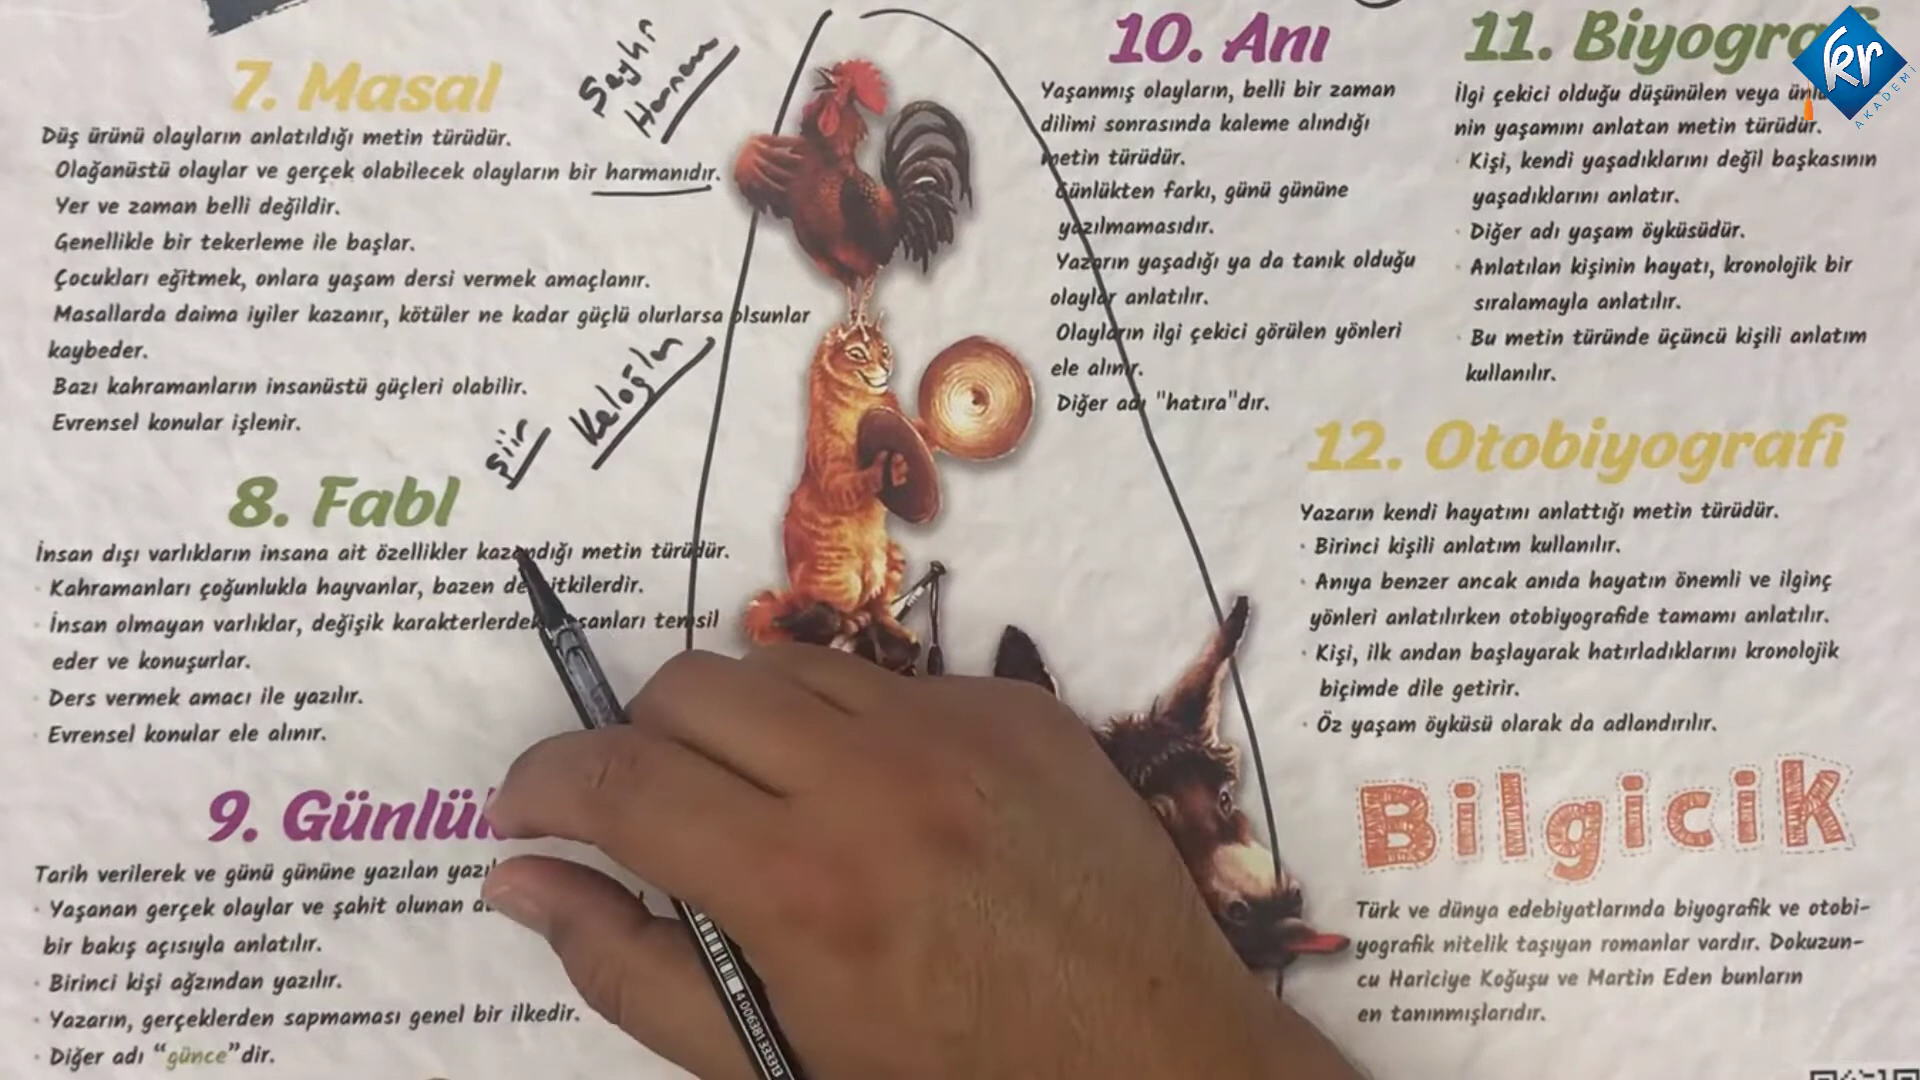 7. Masal
Düş ürünü olayların anlatıldığı metin türüdür.
Olağanüstü olaylar ve gerçek olabilecek olayların bir harmanıdır.
Yer ve zaman belli değildir.
Genellikle bir tekerleme ile başlar.
Çocukları eğitmek, onlara yaşam dersi vermek amaçlanır.
Masallarda daima iyiler kazanır, kötüler ne kadar güçlü olurlarsa olsunlar
kaybeder.
Bazı kahramanların insanüstü güçleri olabilir.
Evrensel konular işlenir.
şiir
8. Fabl
İnsan dışı varlıkların insana ait özellikler kazandığı metin türüdür.
· Kahramanları çoğunlukla hayvanlar, bazen de itkilerdir.
· İnsan olmayan varlıklar, değişik karakterlerdek sanları temsil
eder ve konuşurlar.
· Ders vermek amacı ile yazılır.
· Evrensel konular ele alınır.
9. Günlük
Tarih verilerek ve günü gününe yazılan yazı
· Yaşanan gerçek olaylar ve şahit olunan
bir bakış açısıyla anlatılır.
· Birinci kişi ağzından yazılır.
· Yazarın, gerçeklerden sapmaması genel bir ilkedir.
· Diğer adı “günce”dir.
10. Anı
Yaşanmış olayların, belli bir zaman
dilimi sonrasında kaleme alındığı
metin türüdür.
Günlükten farkı, günü gününe
yazılmamasıdır.
Yazarın yaşadığı ya da tanık olduğu
olaylar anlatılır.
Olayların ilgi çekici görülen yönleri
ele alınır.
Diğer adı "hatıra"dır.
11. Biyografi
İlgi çekici olduğu düşünülen veya
nin yaşamını anlatan metin türüdür.
· Kişi, kendi yaşadıklarını değil başkasının
yaşadıklarını anlatır.
· Diğer adı yaşam öyküsüdür.
· Anlatılan kişinin hayatı, kronolojik bir
sıralamayla anlatılır.
· Bu metin türünde üçüncü kişili anlatım
kullanılır.
12. Otobiyografi
Yazarın kendi hayatını anlattığı metin türüdür.
· Birinci kişili anlatım kullanılır.
· Anıya benzer ancak anıda hayatın önemli ve ilginç
yönleri anlatılırken otobiyografide tamamı anlatılır.
· Kişi, ilk andan başlayarak hatırladıklarını kronolojik
biçimde dile getirir.
· Öz yaşam öyküsü olarak da adlandırılır.
Bilgicik
Türk ve dünya edebiyatlarında biyografik ve otobi-
yografik nitelik taşıyan romanlar vardır. Dokuzun-
cu Hariciye Koğuşu ve Martin Eden bunların
en tanınmışlarıdır.
kr
AKADEMİ
4 006381 333313